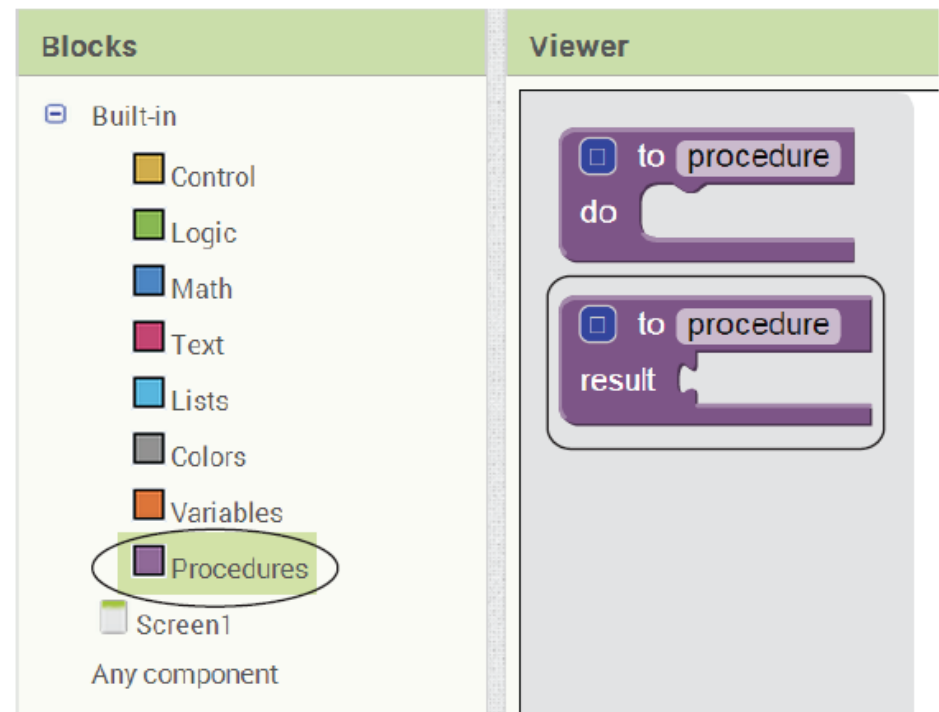 Blocks
Built-in
Control
Logic
Math
Text
Lists
Colors
Variables
Procedures
Screen1
Any component
Viewer
to procedure
do
to procedure
result